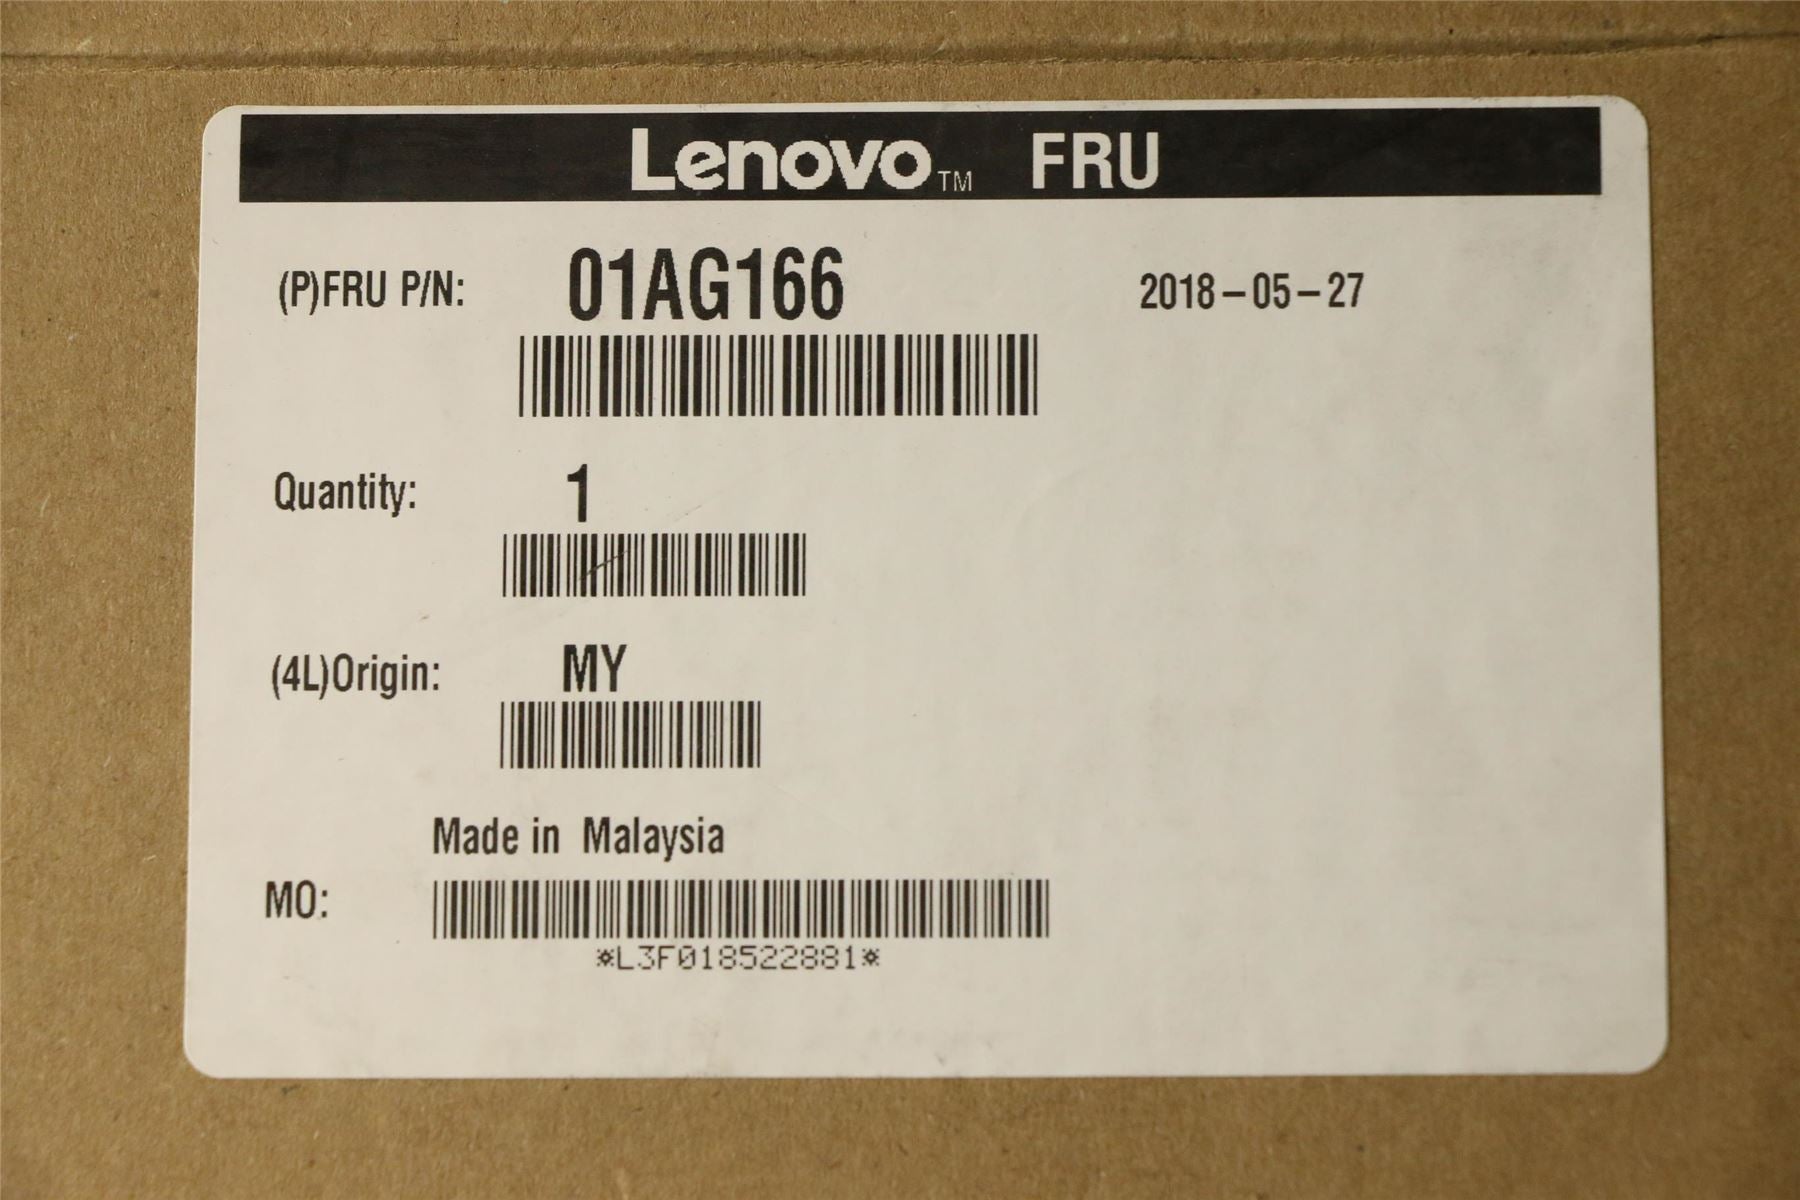 Lenovo™ FRU
(P)FRU P/N: 01AG166 2018-05-27
Quantity: 1
(4L)Origin: MY
Made in Malaysia
MO:
*L3F018522881*